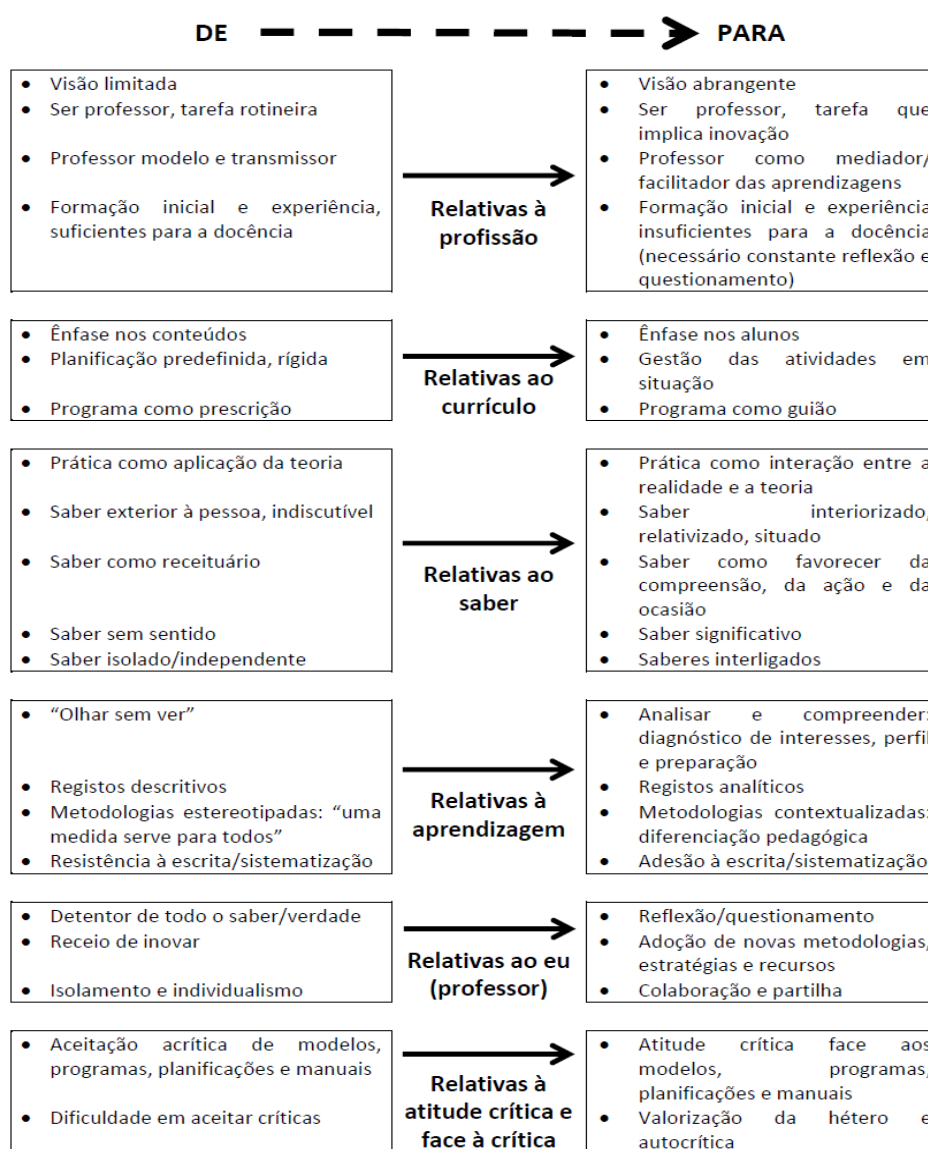 DE PARA
• Visão limitada
• Ser professor, tarefa rotineira
• Professor modelo e transmissor
• Formação inicial e experiência,
suficientes para a docência
Relativas à
profissão
• Visão abrangente
• Ser professor, tarefa que
implica inovação
• Professor como mediador/
facilitador das aprendizagens
• Formação inicial e experiência
insuficientes para a docência
(necessário constante reflexão e
questionamento)
• Ênfase nos conteúdos
• Planificação predefinida, rígida
• Programa como prescrição
Relativas ao
currículo
• Ênfase nos alunos
• Gestão das atividades em
situação
• Programa como guião
• Prática como aplicação da teoria
• Saber exterior à pessoa, indiscutível
• Saber como receituário
• Saber sem sentido
• Saber isolado/independente
Relativas ao
saber
• Prática como interação entre a
realidade e a teoria
• Saber interiorizado,
relativizado, situado
• Saber como favorecer da
compreensão, da ação e da
ocasião
• Saber significativo
• Saberes interligados
• “Olhar sem ver”
• Registos descritivos
• Metodologias estereotipadas: “uma
medida serve para todos”
• Resistência à escrita/sistematização
Relativas à
aprendizagem
• Analisar e compreender:
diagnóstico de interesses, perfil
e preparação
• Registos analíticos
• Metodologias contextualizadas:
diferenciação pedagógica
• Adesão à escrita/sistematização
• Detentor de todo o saber/verdade
• Receio de inovar
• Isolamento e individualismo
Relativas ao eu
(professor)
• Reflexão/questionamento
• Adoção de novas metodologias,
estratégias e recursos
• Colaboração e partilha
• Aceitação acrítica de modelos,
programas, planificações e manuais
• Dificuldade em aceitar críticas
Relativas à
atitude crítica e
face à crítica
• Atitude crítica face aos
modelos, programas,
planificações e manuais
• Valorização da hétero e
autocrítica